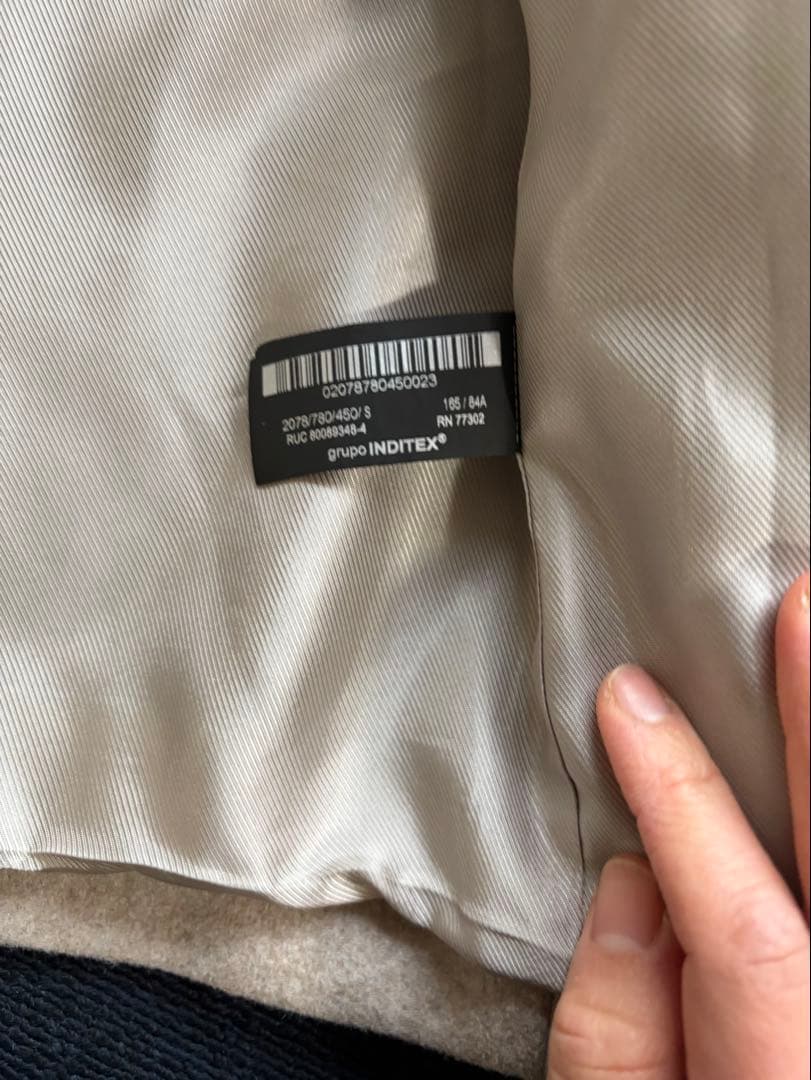 02078780450023
2078/780/450/ S
165 / 84A
RUC 80089348-4
RN 77302
grupo INDITEX®